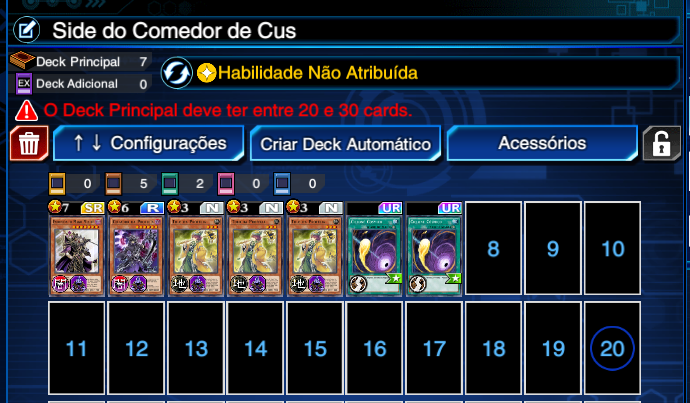 Side do Comedor de Cus
Deck Principal 7
EX Deck Adicional 0
Habilidade Não Atribuída
O Deck Principal deve ter entre 20 e 30 cards.
↑↓ Configurações
Criar Deck Automático
Acessórios
0 5 2 0 0
7 SR 6 R 3 N 3 N 3 N UR UR
8 9 10
11 12 13 14 15 16 17 18 19 20